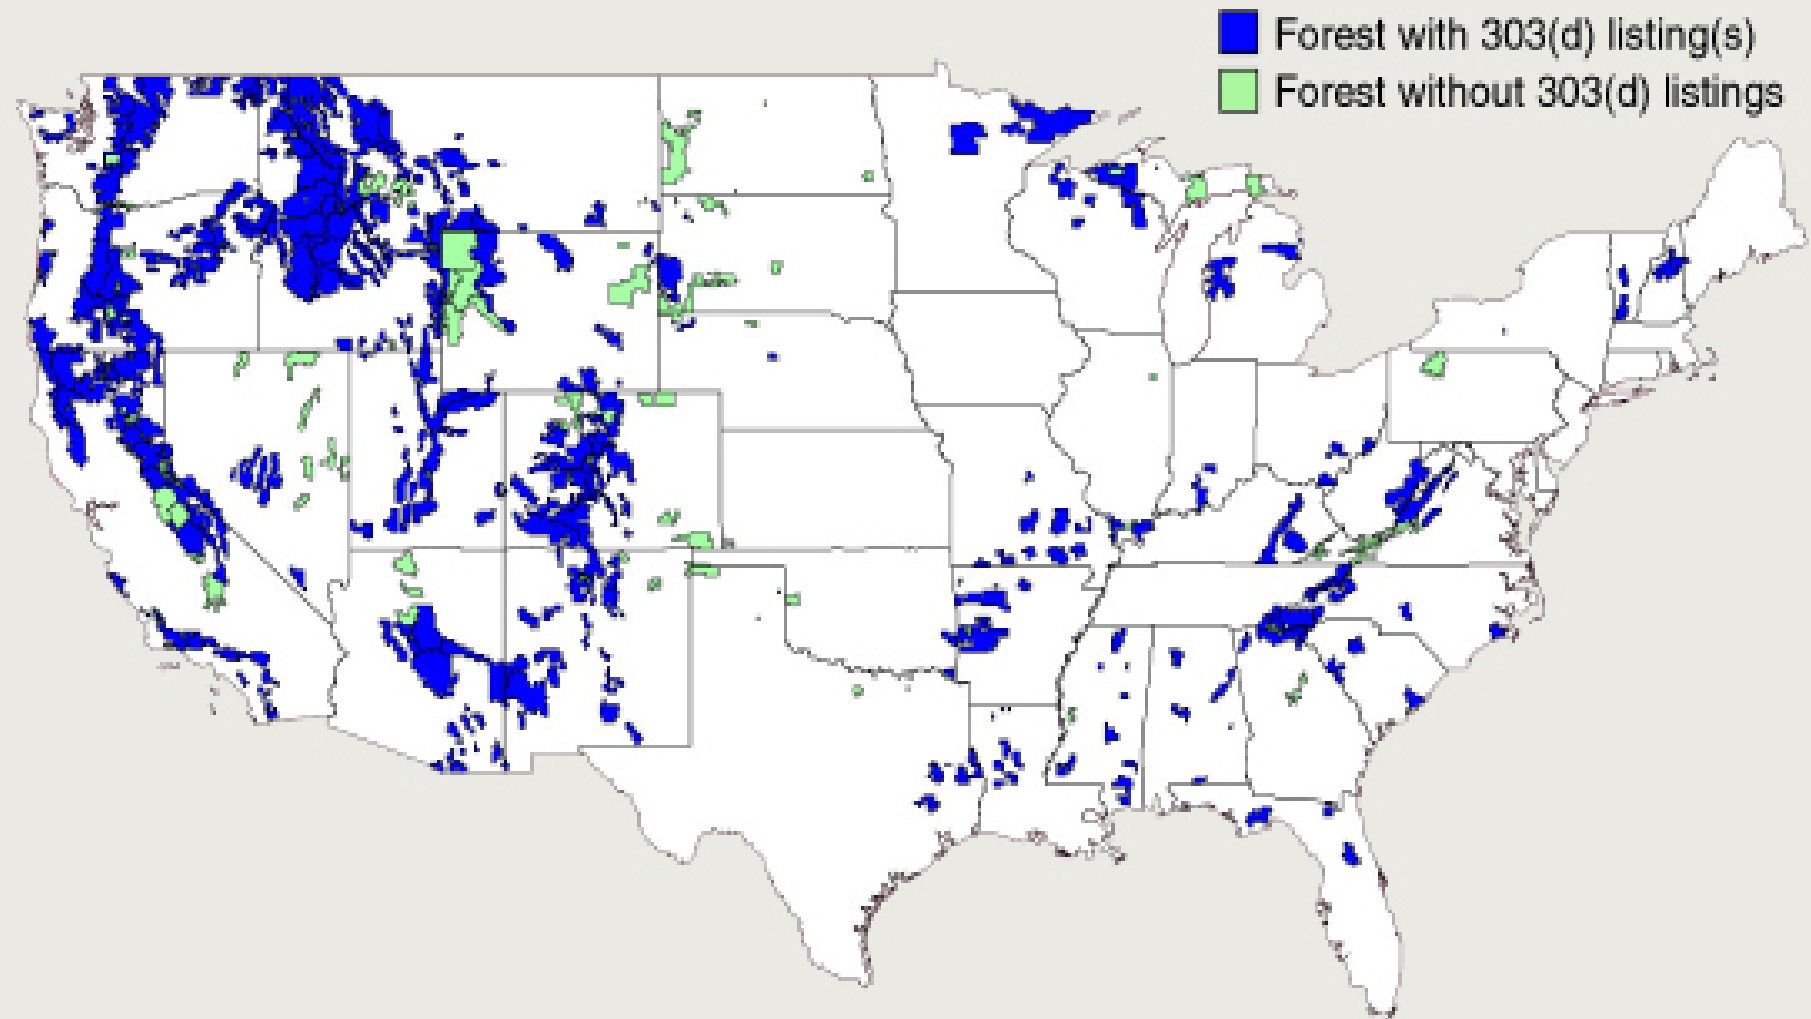 Forest with 303(d) listing(s)
Forest without 303(d) listings